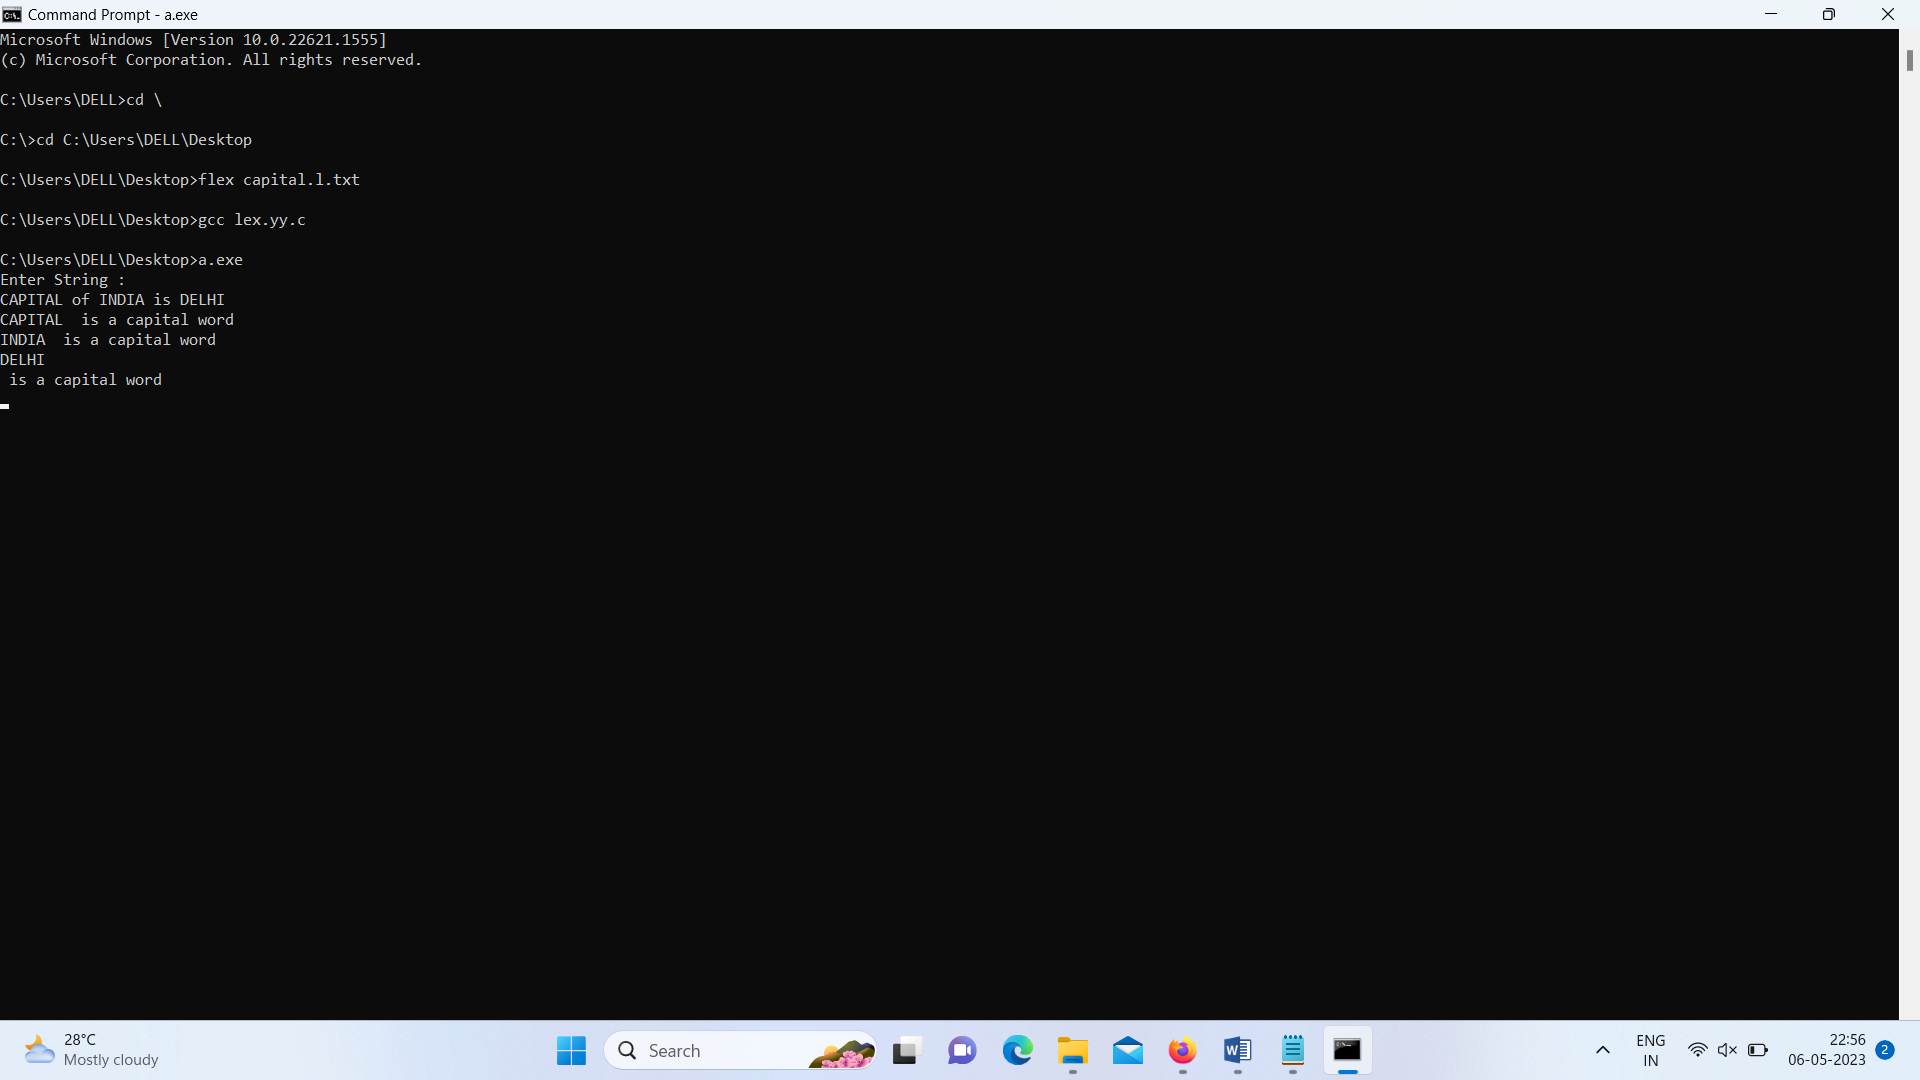 Command Prompt - a.exe
Microsoft Windows [Version 10.0.22621.1555]
(c) Microsoft Corporation. All rights reserved.
C:\Users\DELL>cd \
C:\>cd C:\Users\DELL\Desktop
C:\Users\DELL\Desktop>flex capital.l.txt
C:\Users\DELL\Desktop>gcc lex.yy.c
C:\Users\DELL\Desktop>a.exe
Enter String :
CAPITAL of INDIA is DELHI
CAPITAL  is a capital word
INDIA  is a capital word
DELHI
 is a capital word
28°C
Mostly cloudy
Search
ENG
IN
22:56
06-05-2023
2